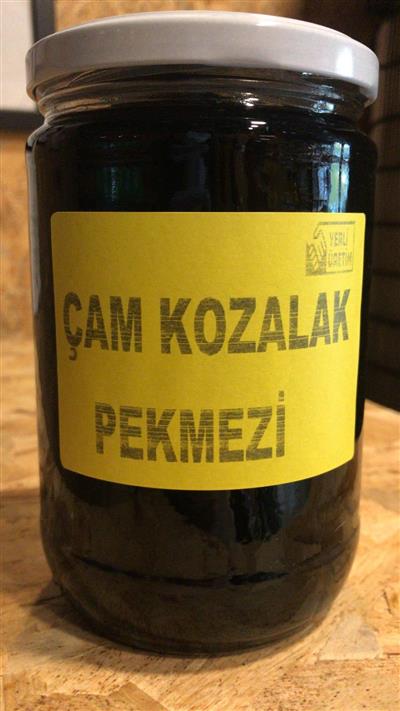 YERLİ
ÜRETİM
ÇAM KOZALAK
PEKMEZİ